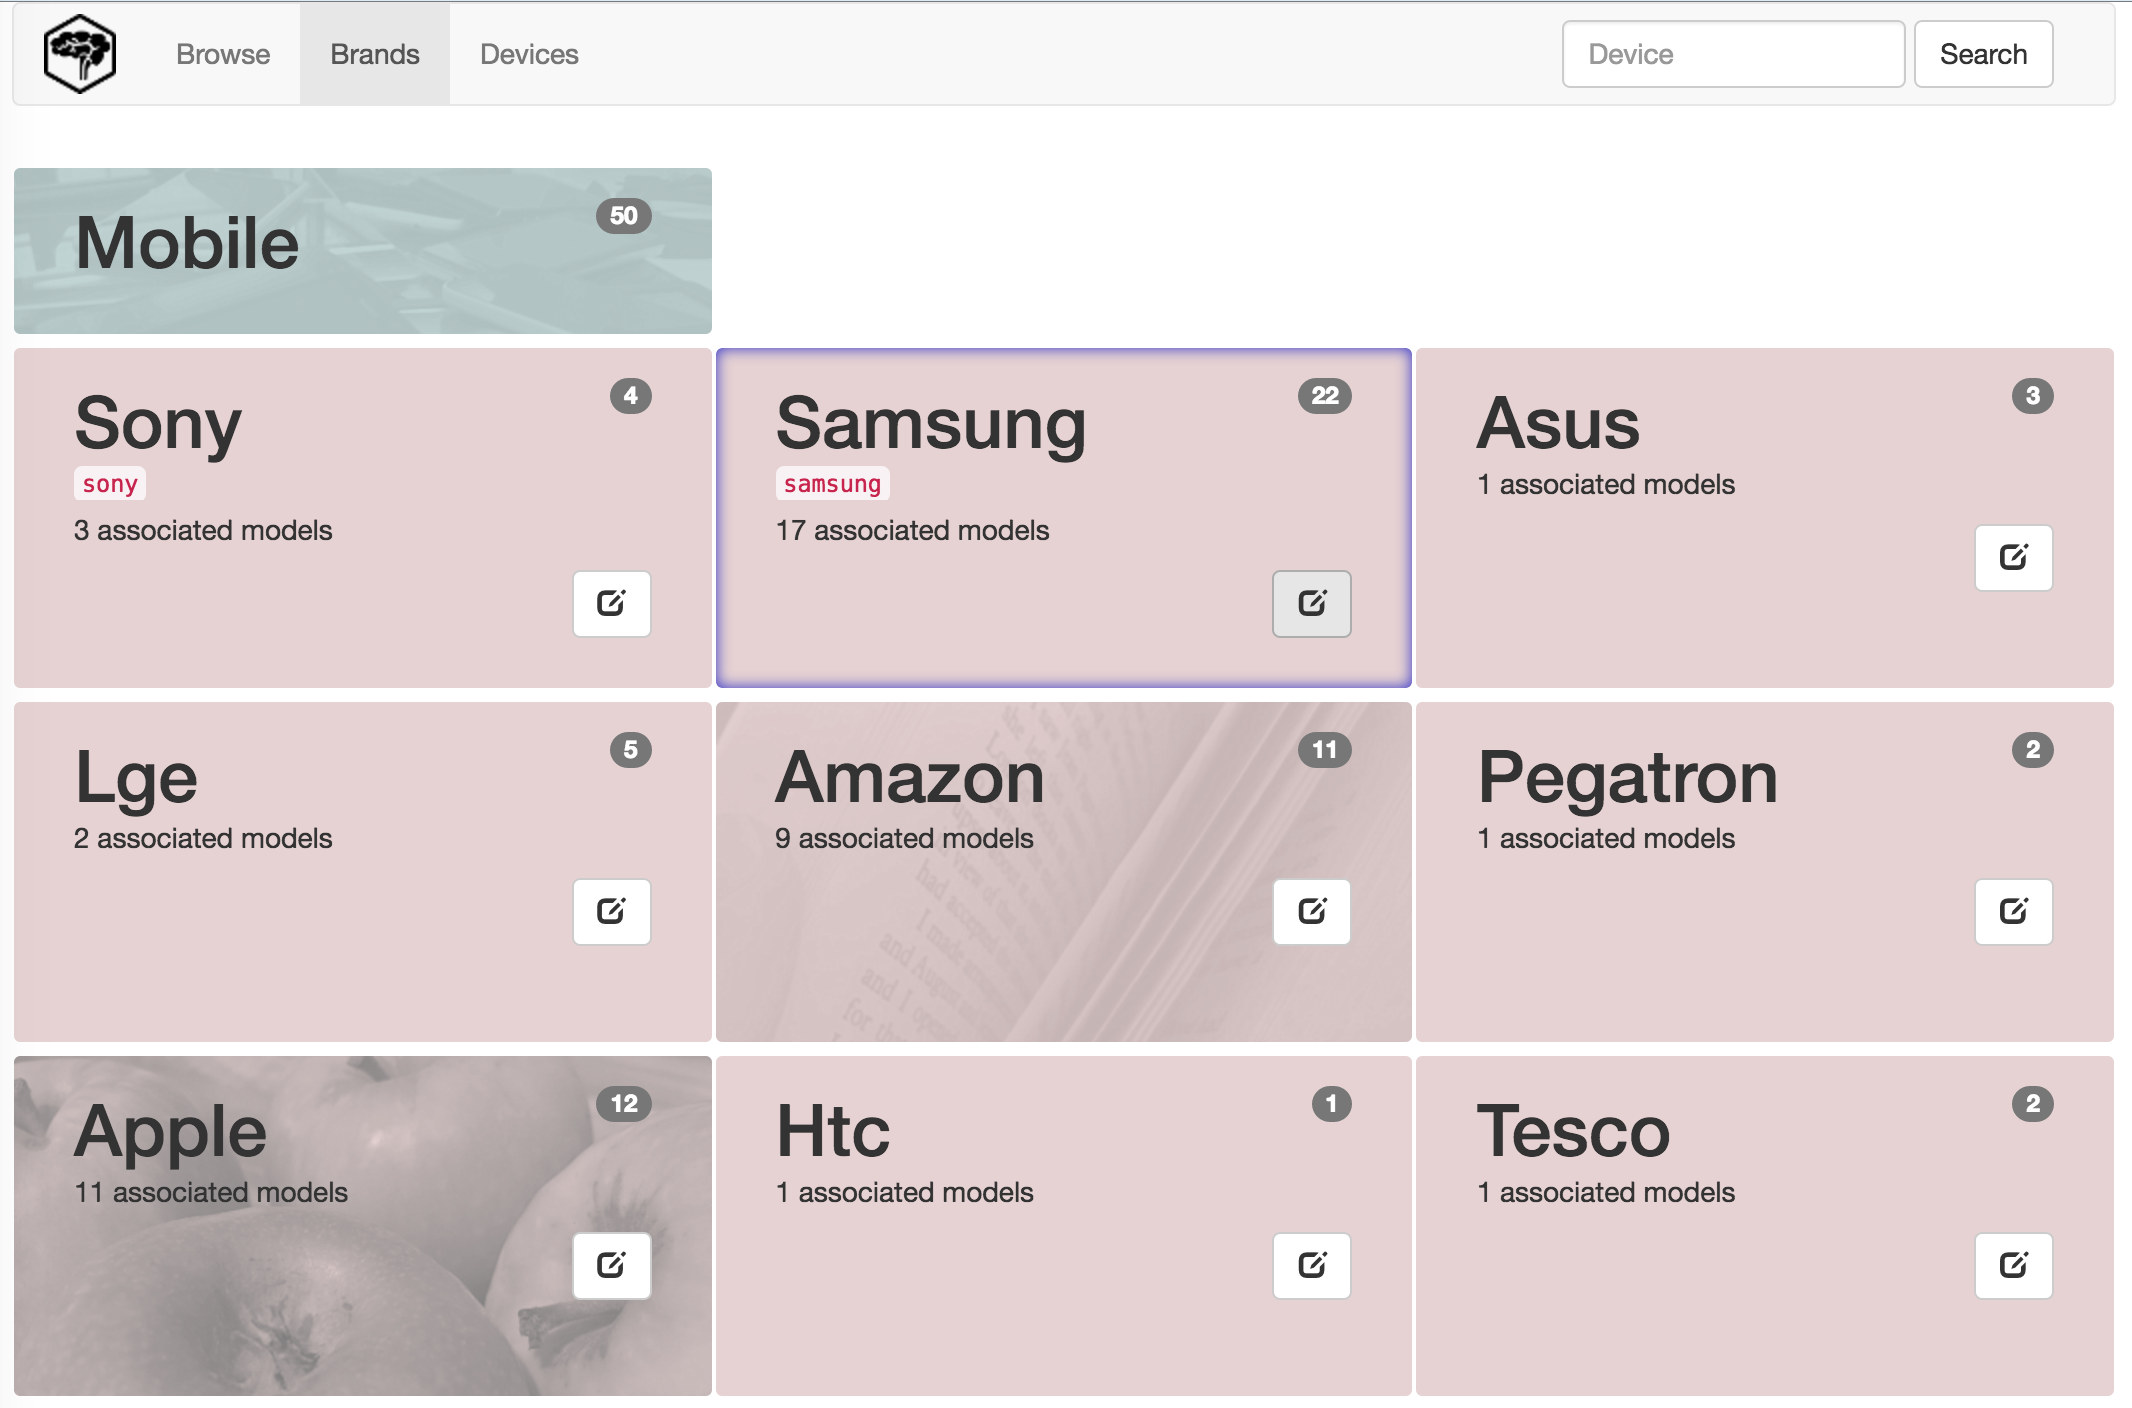 Browse Brands Devices Device Search
Mobile 50
Sony 4
sony
3 associated models
Samsung 22
samsung
17 associated models
Asus 3
1 associated models
Lge 5
2 associated models
Amazon 11
9 associated models
Pegatron 2
1 associated models
Apple 12
11 associated models
Htc 1
1 associated models
Tesco 2
1 associated models